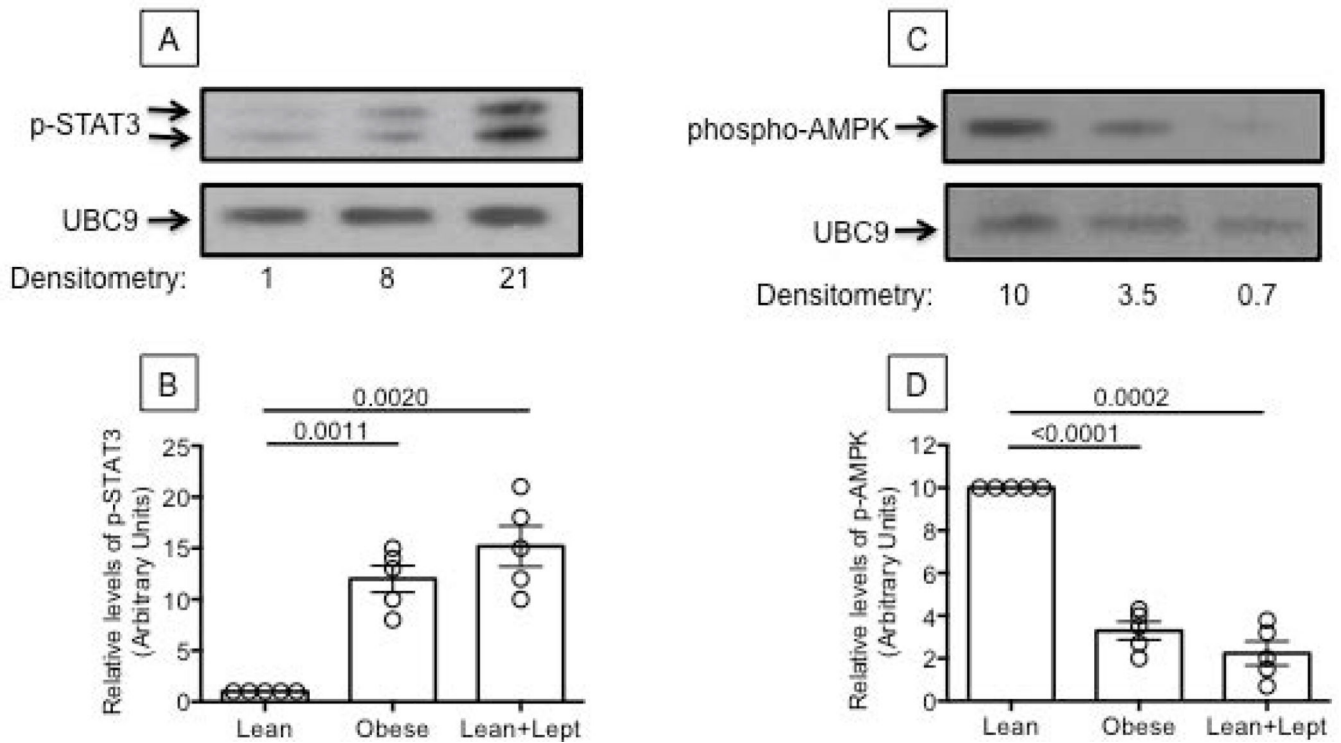 A
p-STAT3
UBC9
Densitometry: 1 8 21
B
0.0020
0.0011
Relative levels of p-STAT3
(Arbitrary Units)
25
20
15
10
5
0
Lean Obese Lean+Lept
C
phospho-AMPK
UBC9
Densitometry: 10 3.5 0.7
D
0.0002
<0.0001
Relative levels of p-AMPK
(Arbitrary Units)
12
10
8
6
4
2
0
Lean Obese Lean+Lept